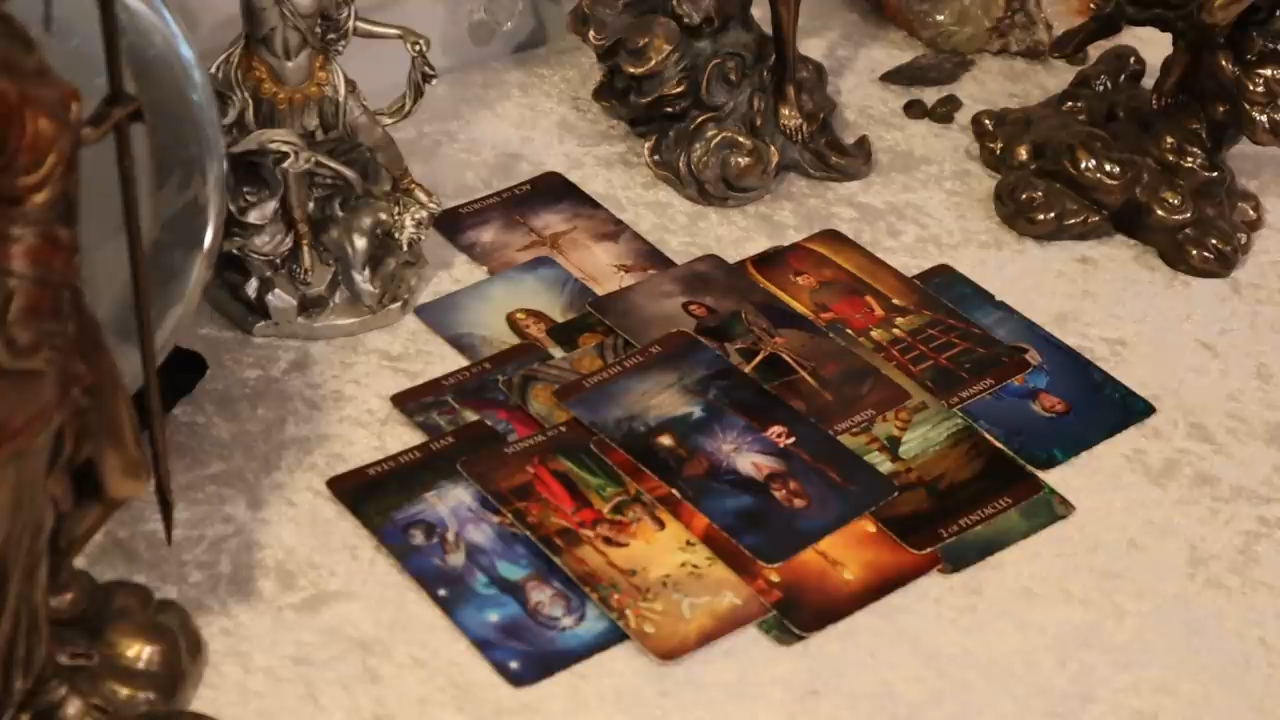 ACE OF SWORDS
8 OF CUPS
IX · THE HERMIT
SWORDS
7 OF WANDS
XVII · THE STAR
4 OF WANDS
2 OF PENTACLES